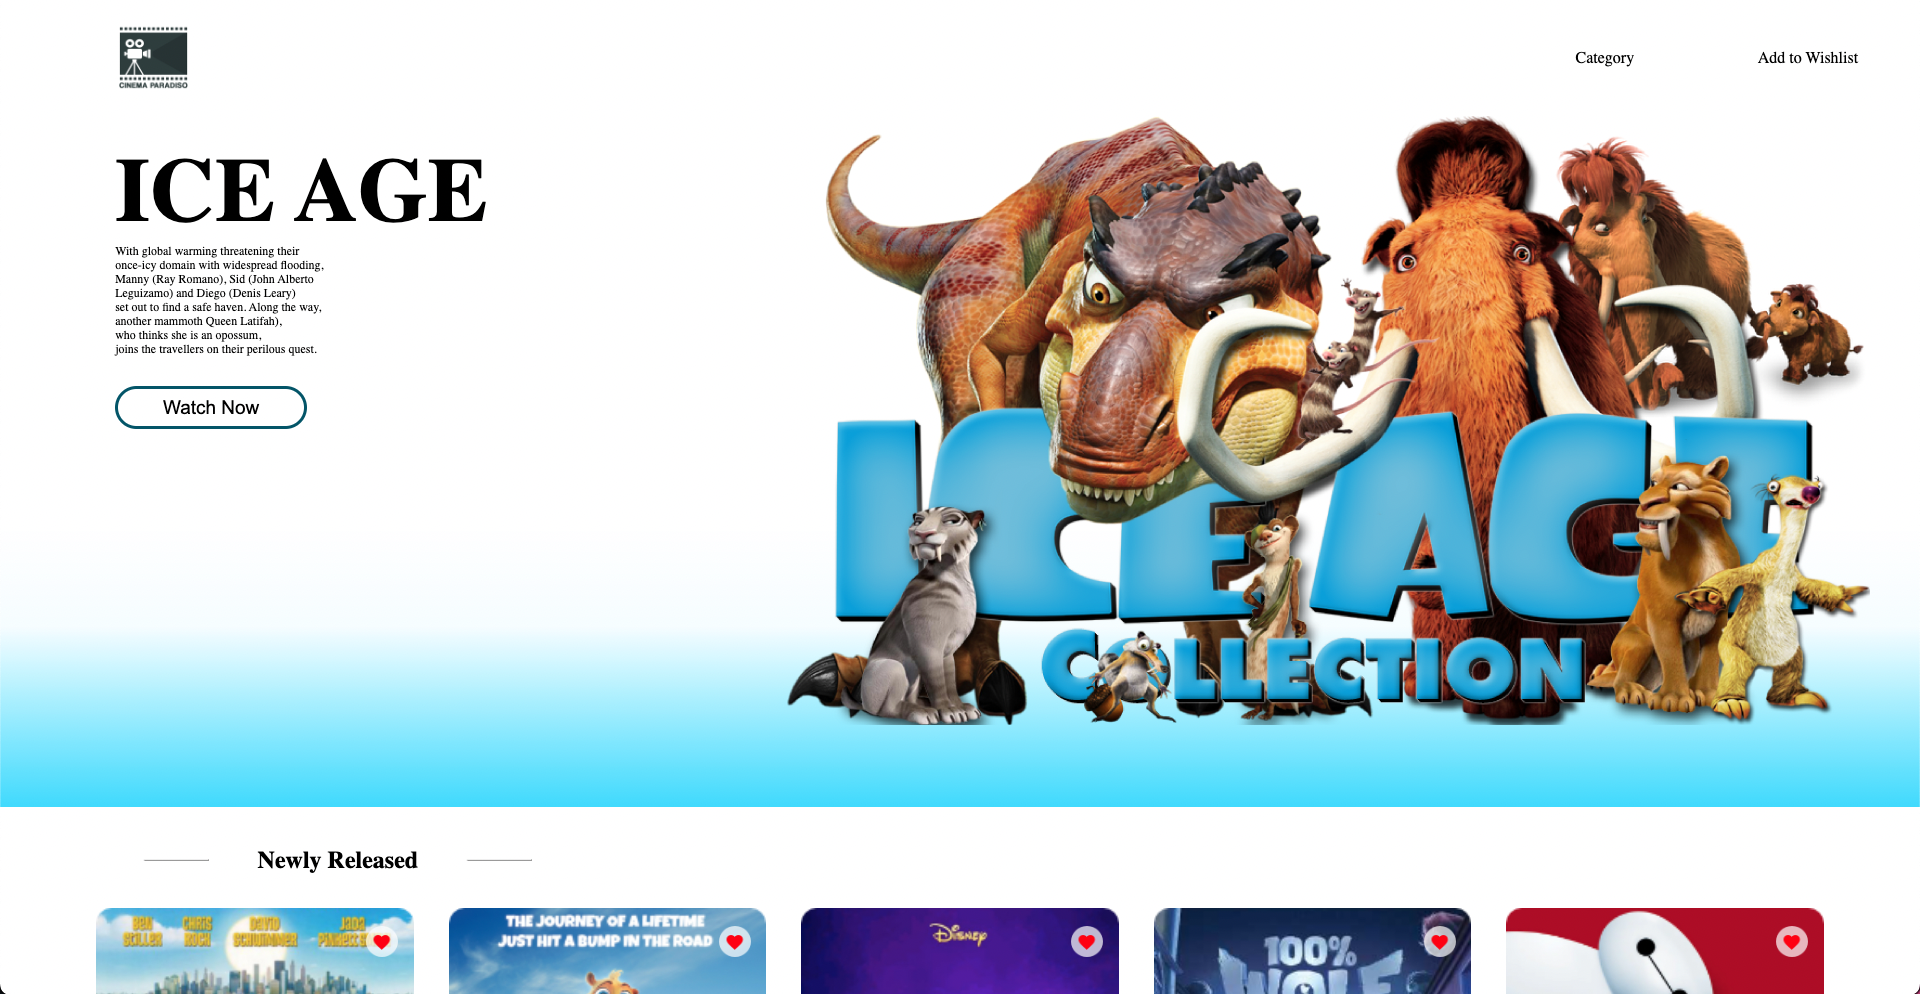 CINEMA PARADISO
Category
Add to Wishlist
ICE AGE
With global warming threatening their
once-icy domain with widespread flooding,
Manny (Ray Romano), Sid (John Alberto
Leguizamo) and Diego (Denis Leary)
set out to find a safe haven. Along the way,
another mammoth Queen Latifah),
who thinks she is an opossum,
joins the travellers on their perilous quest.
Watch Now
ICE AGE
COLLECTION
Newly Released
BEN STILLER
CHRIS ROCK
DAVID SCHWIMMER
JADA
THE JOURNEY OF A LIFETIME
JUST HIT A BUMP IN THE ROAD
Disney
100%
WOLF